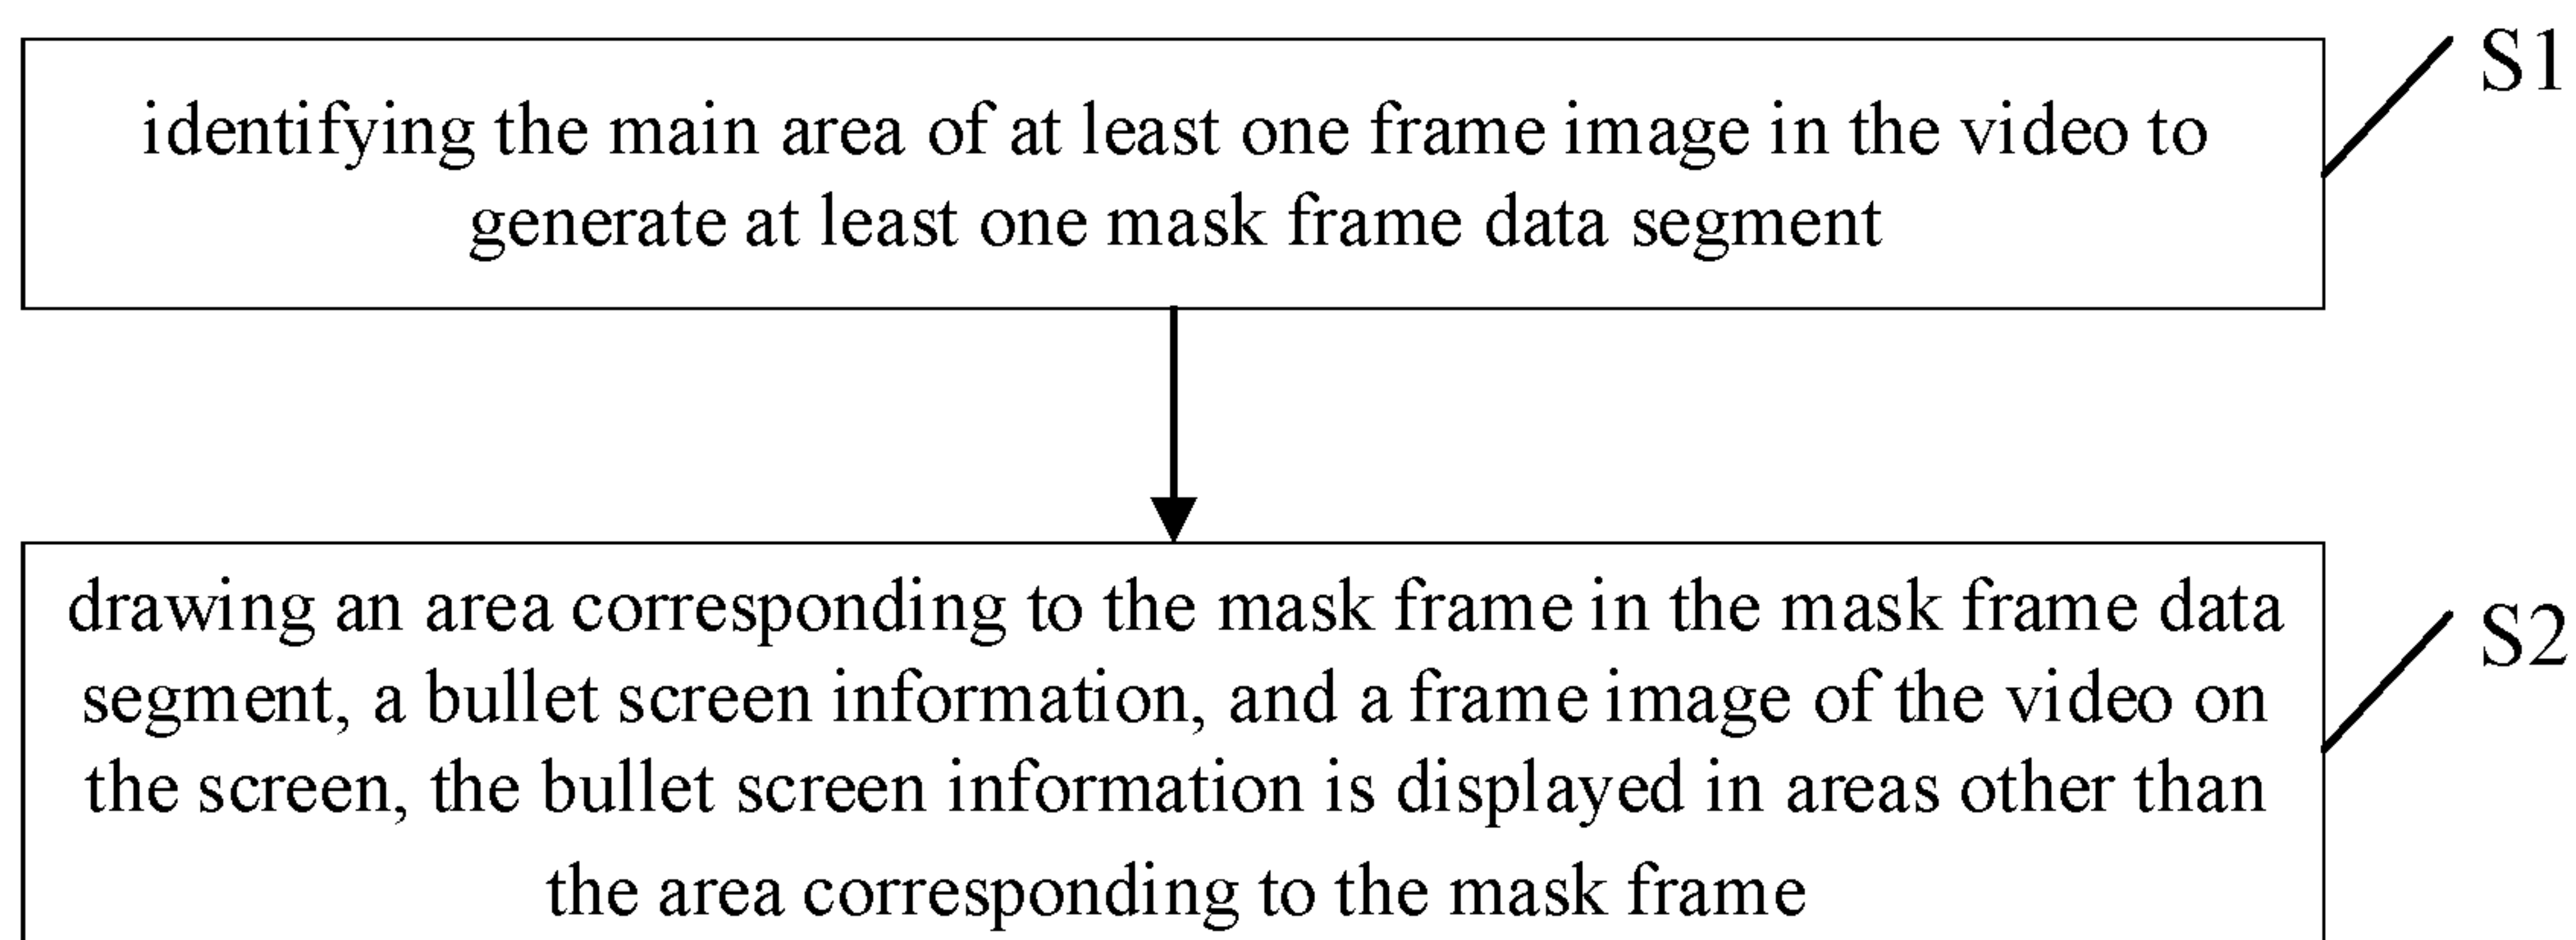 identifying the main area of at least one frame image in the video to
generate at least one mask frame data segment
S1
drawing an area corresponding to the mask frame in the mask frame data
segment, a bullet screen information, and a frame image of the video on
the screen, the bullet screen information is displayed in areas other than
the area corresponding to the mask frame
S2